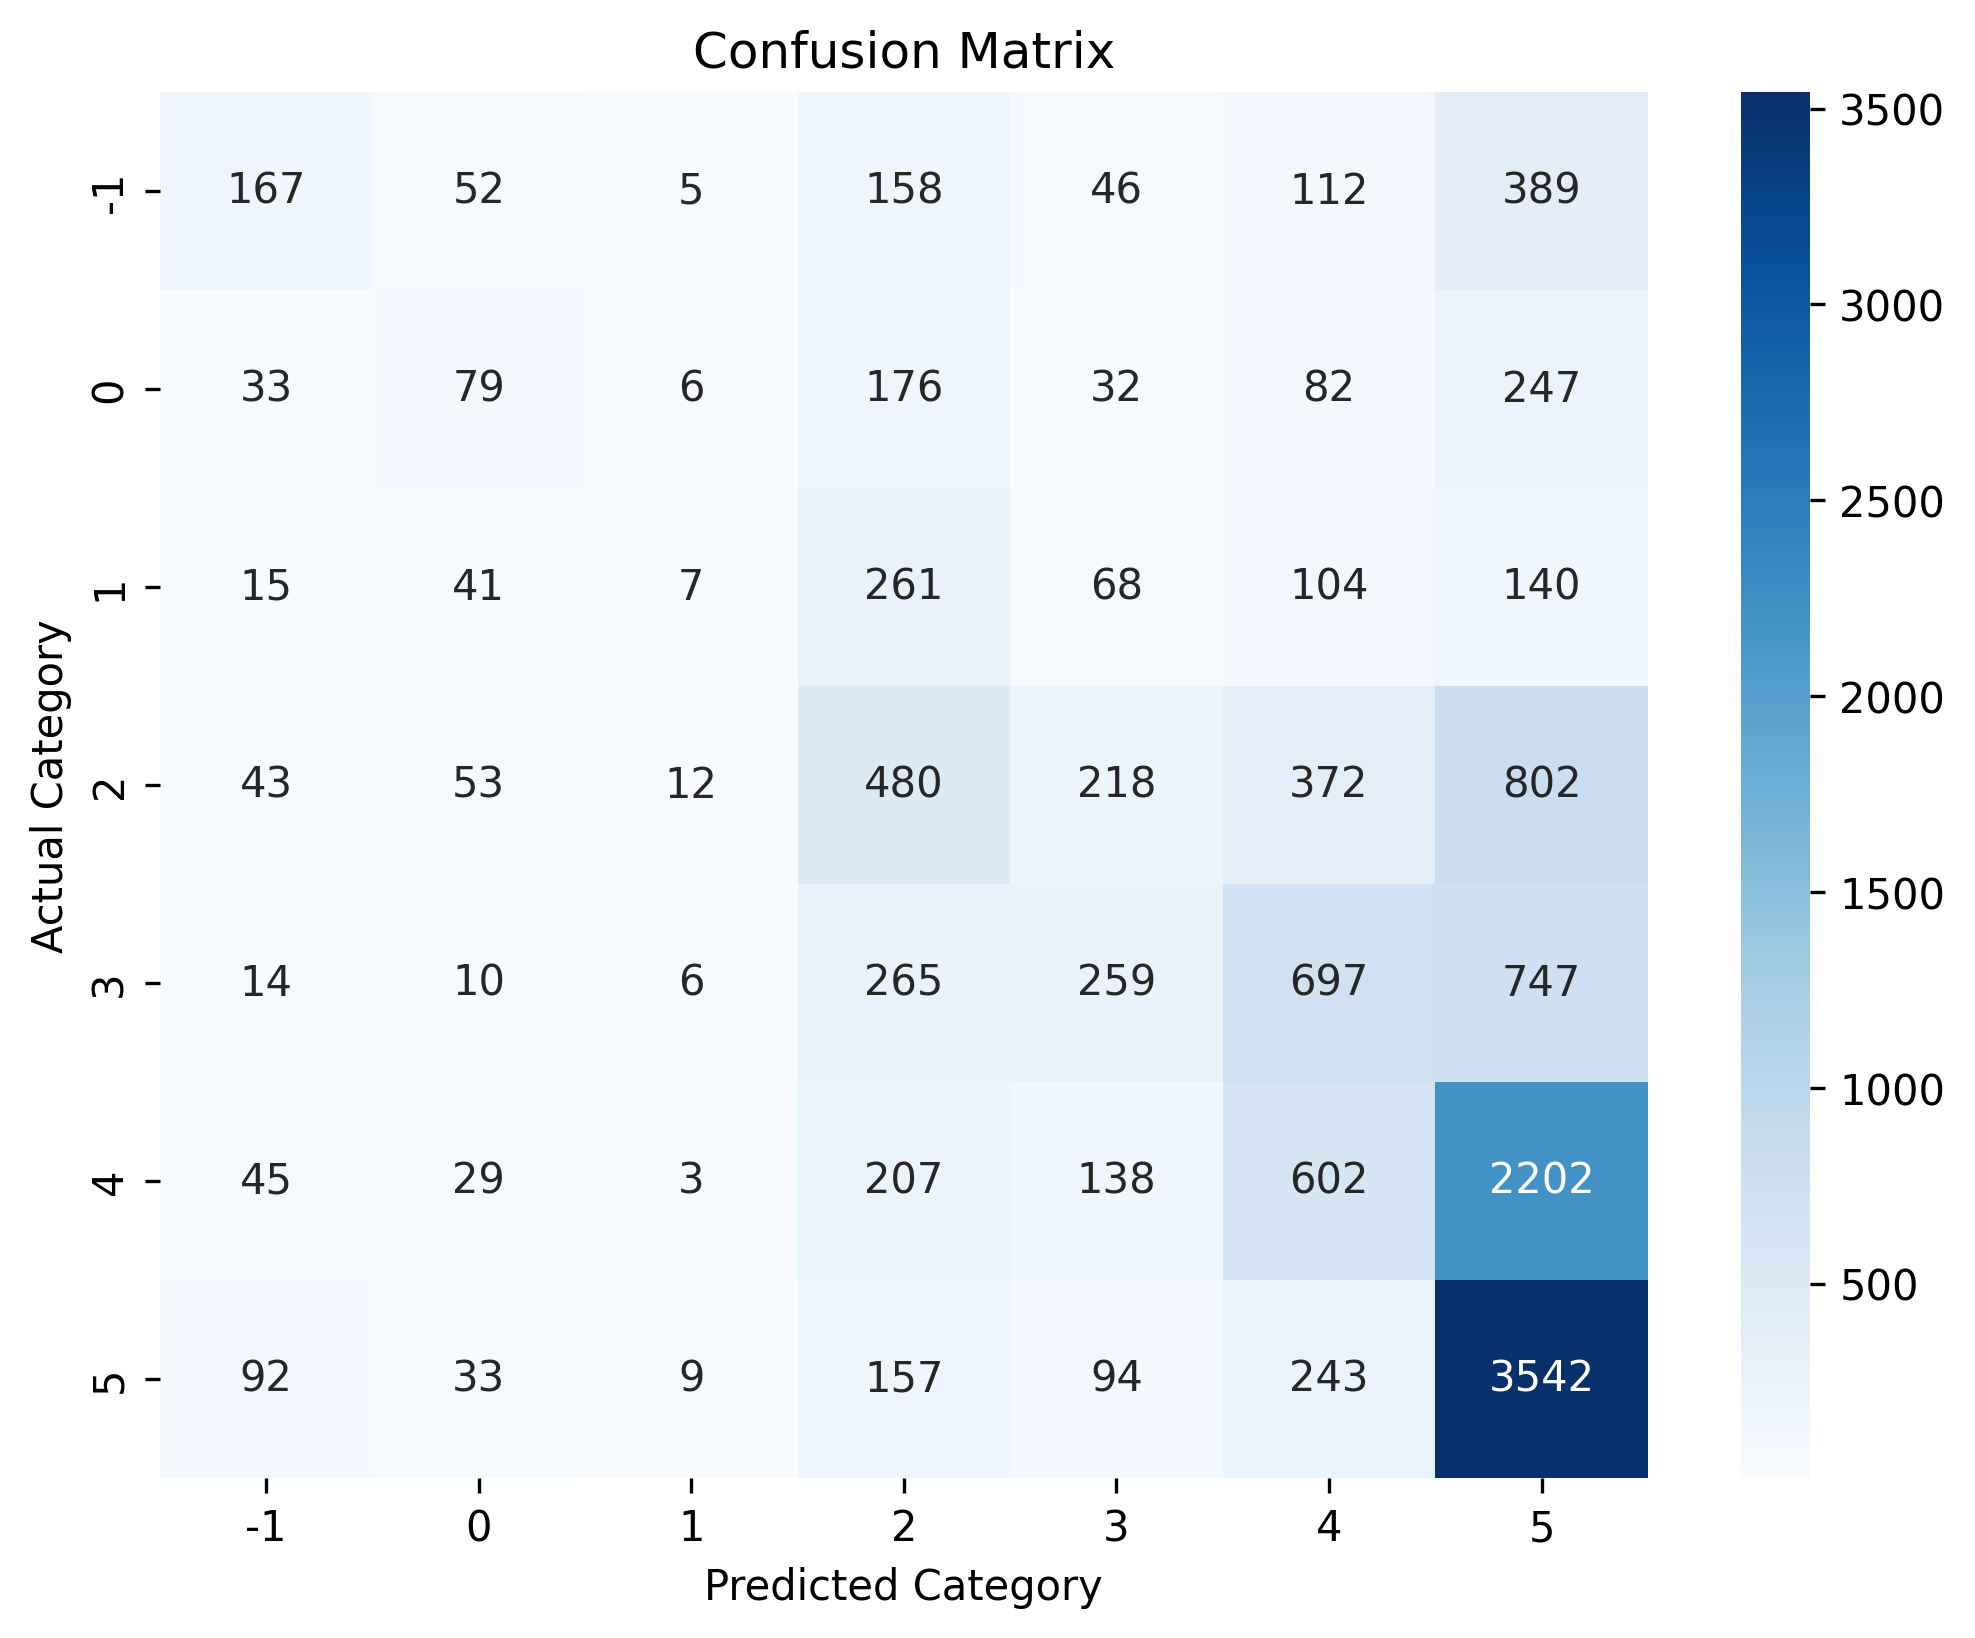 Confusion Matrix
Actual Category
-1 167 52 5 158 46 112 389
0 33 79 6 176 32 82 247
1 15 41 7 261 68 104 140
2 43 53 12 480 218 372 802
3 14 10 6 265 259 697 747
4 45 29 3 207 138 602 2202
5 92 33 9 157 94 243 3542
-1 0 1 2 3 4 5
Predicted Category
3500
3000
2500
2000
1500
1000
500